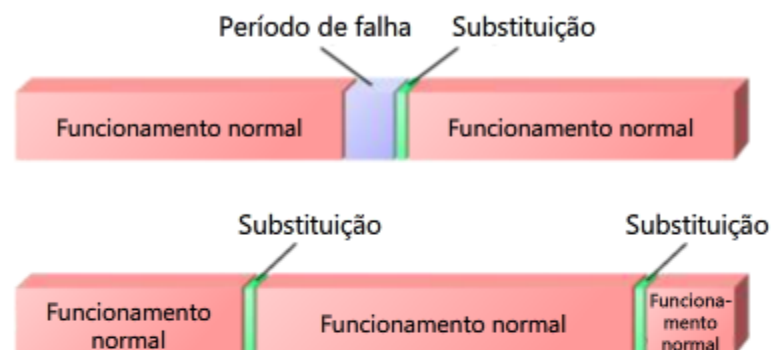 Período de falha Substituição
Funcionamento normal Funcionamento normal
Substituição Substituição
Funcionamento
normal
Funcionamento normal
Funciona-
mento
normal